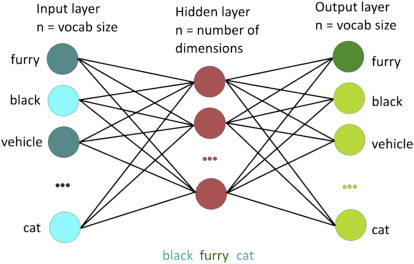 Input layer
n = vocab size
Hidden layer
n = number of
dimensions
Output layer
n = vocab size
furry
black
vehicle
...
cat
...
furry
black
vehicle
...
cat
black furry cat